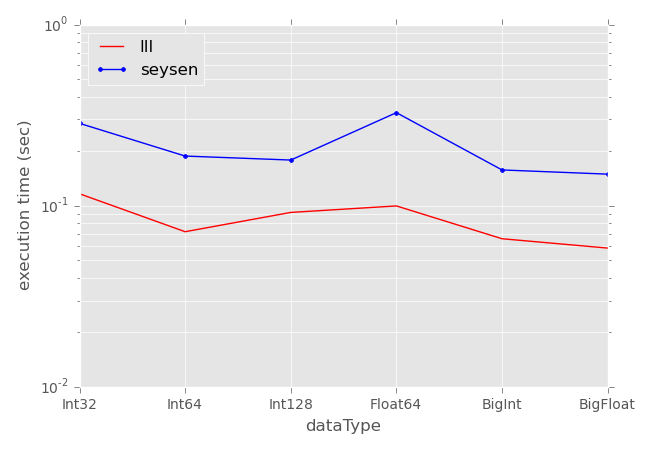 10^0
lll
seysen
execution time (sec)
10^-1
10^-2
Int32 Int64 Int128 Float64 BigInt BigFloat
dataType